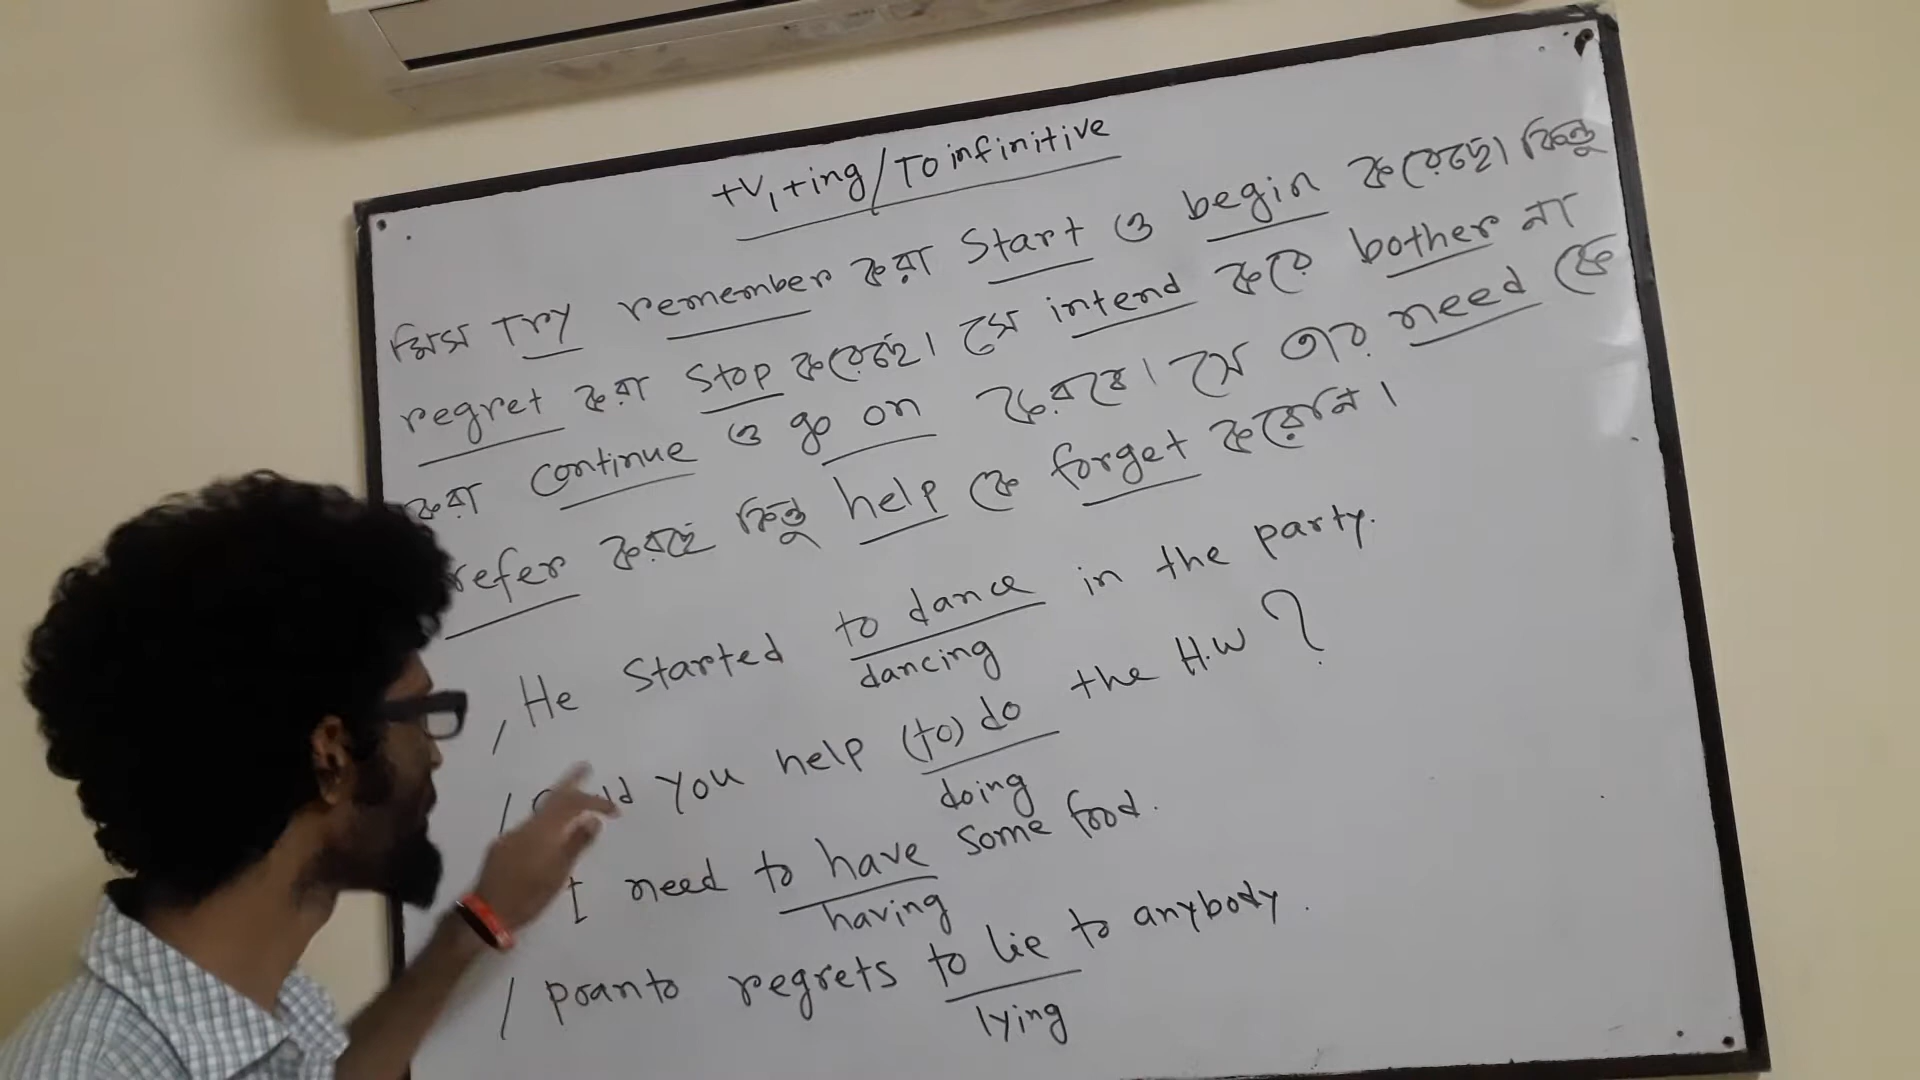 +V₁+ing/To infinitive
মিস Try remember করা Start ও begin করেছে। কিন্তু
regret করা Stop করেছে। সে intend করে bother না
করা continue ও go on করবে। সে তার need কে
refer করছে কিন্তু help কে forget করেনি।
/ He Started to dance in the party.
dancing
/ you help (to) do the H.W ?
doing
I need to have some food.
having
/ pranto regrets to lie to anybody.
lying